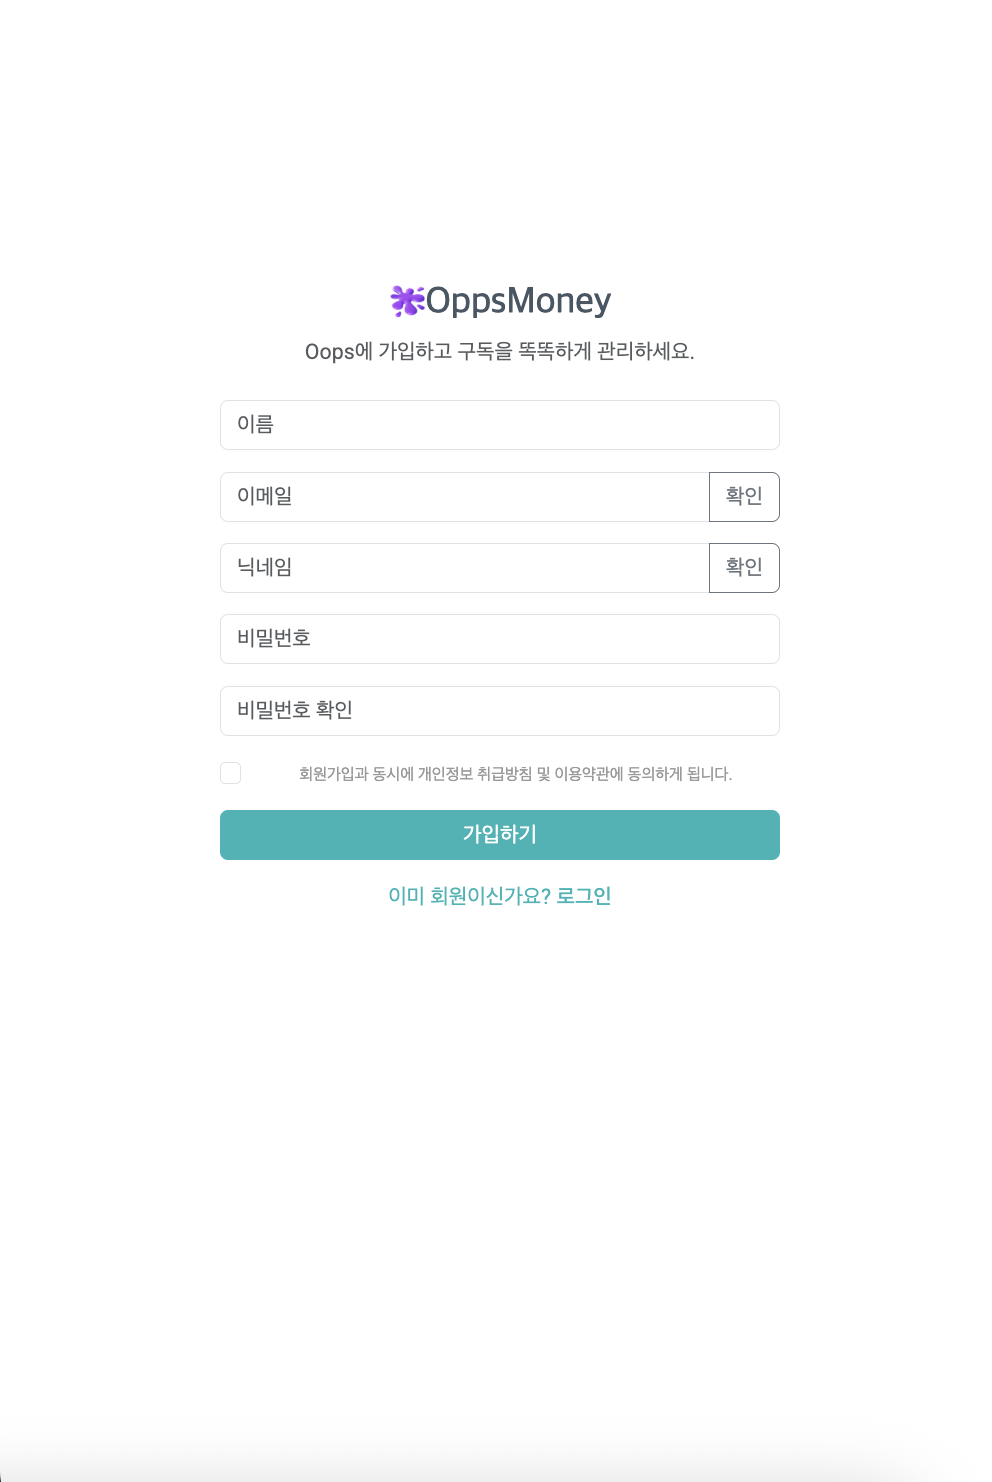 OppsMoney
Oops에 가입하고 구독을 똑똑하게 관리하세요.
이름
이메일 확인
닉네임 확인
비밀번호
비밀번호 확인
회원가입과 동시에 개인정보 취급방침 및 이용약관에 동의하게 됩니다.
가입하기
이미 회원이신가요? 로그인